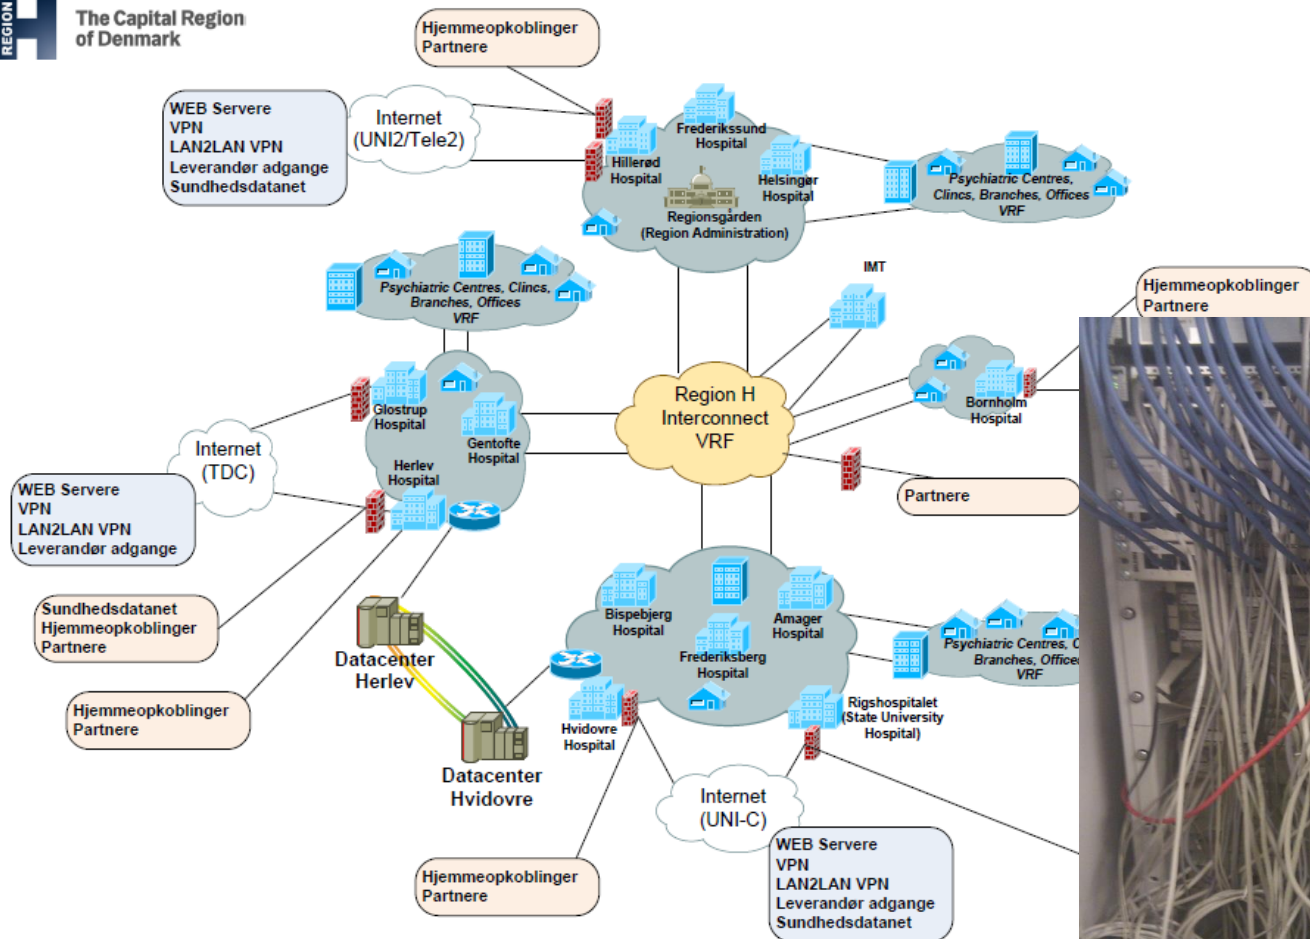 REGION
The Capital Region
of Denmark
Hjemmeopkoblinger
Partnere
WEB Servere
VPN
LAN2LAN VPN
Leverandør adgange
Sundhedsdatanet
Internet
(UNI2/Tele2)
Frederikssund
Hospital
Hillerød
Hospital
Helsingør
Hospital
Regionsgården
(Region Administration)
Psychiatric Centres,
Clincs, Branches, Offices
VRF
Psychiatric Centres, Clincs,
Branches, Offices
VRF
IMT
Hjemmeopkoblinger
Partnere
Region H
Interconnect
VRF
Bornholm
Hospital
Glostrup
Hospital
Gentofte
Hospital
Herlev
Hospital
Internet
(TDC)
WEB Servere
VPN
LAN2LAN VPN
Leverandør adgange
Partnere
Sundhedsdatanet
Hjemmeopkoblinger
Partnere
Hjemmeopkoblinger
Partnere
Datacenter
Herlev
Datacenter
Hvidovre
Bispebjerg
Hospital
Amager
Hospital
Frederiksberg
Hospital
Hvidovre
Hospital
Rigshospitalet
(State University
Hospital)
Psychiatric Centres, C
Branches, Office
VRF
Internet
(UNI-C)
Hjemmeopkoblinger
Partnere
WEB Servere
VPN
LAN2LAN VPN
Leverandør adgange
Sundhedsdatanet